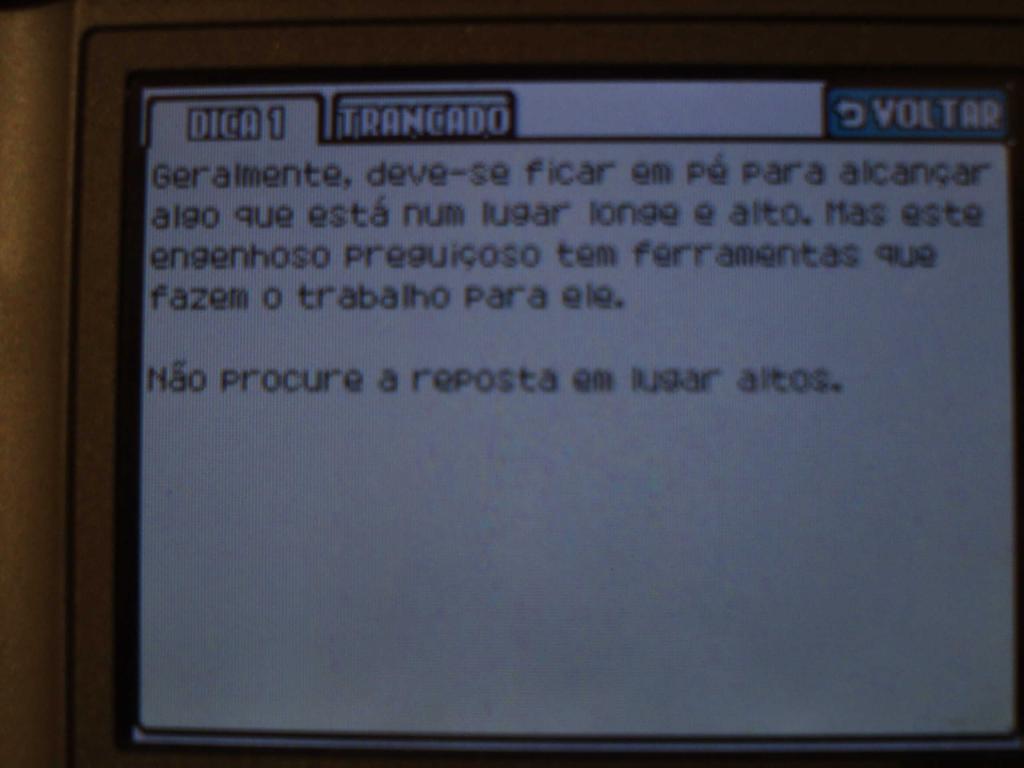 DICA 1 TRANCADO VOLTAR
Geralmente, deve-se ficar em pé para alcançar
algo que está num lugar longe e alto. Mas este
engenhoso preguiçoso tem ferramentas que
fazem o trabalho para ele.
Não procure a reposta em lugar altos.